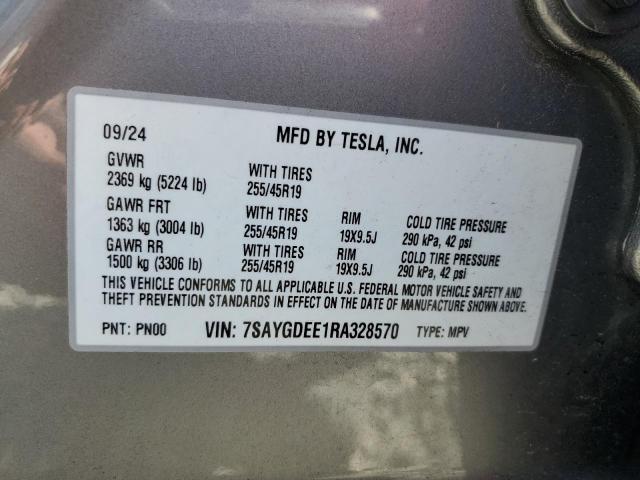 09/24 MFD BY TESLA, INC.
GVWR WITH TIRES
2369 kg (5224 lb) 255/45R19
GAWR FRT WITH TIRES RIM COLD TIRE PRESSURE
1363 kg (3004 lb) 255/45R19 19X9.5J 290 kPa, 42 psi
GAWR RR WITH TIRES RIM COLD TIRE PRESSURE
1500 kg (3306 lb) 255/45R19 19X9.5J 290 kPa, 42 psi
THIS VEHICLE CONFORMS TO ALL APPLICABLE U.S. FEDERAL MOTOR VEHICLE SAFETY AND
THEFT PREVENTION STANDARDS IN EFFECT ON THE DATE OF MANUFACTURE SHOWN ABOVE.
PNT: PN00 VIN: 7SAYGDEE1RA328570 TYPE: MPV